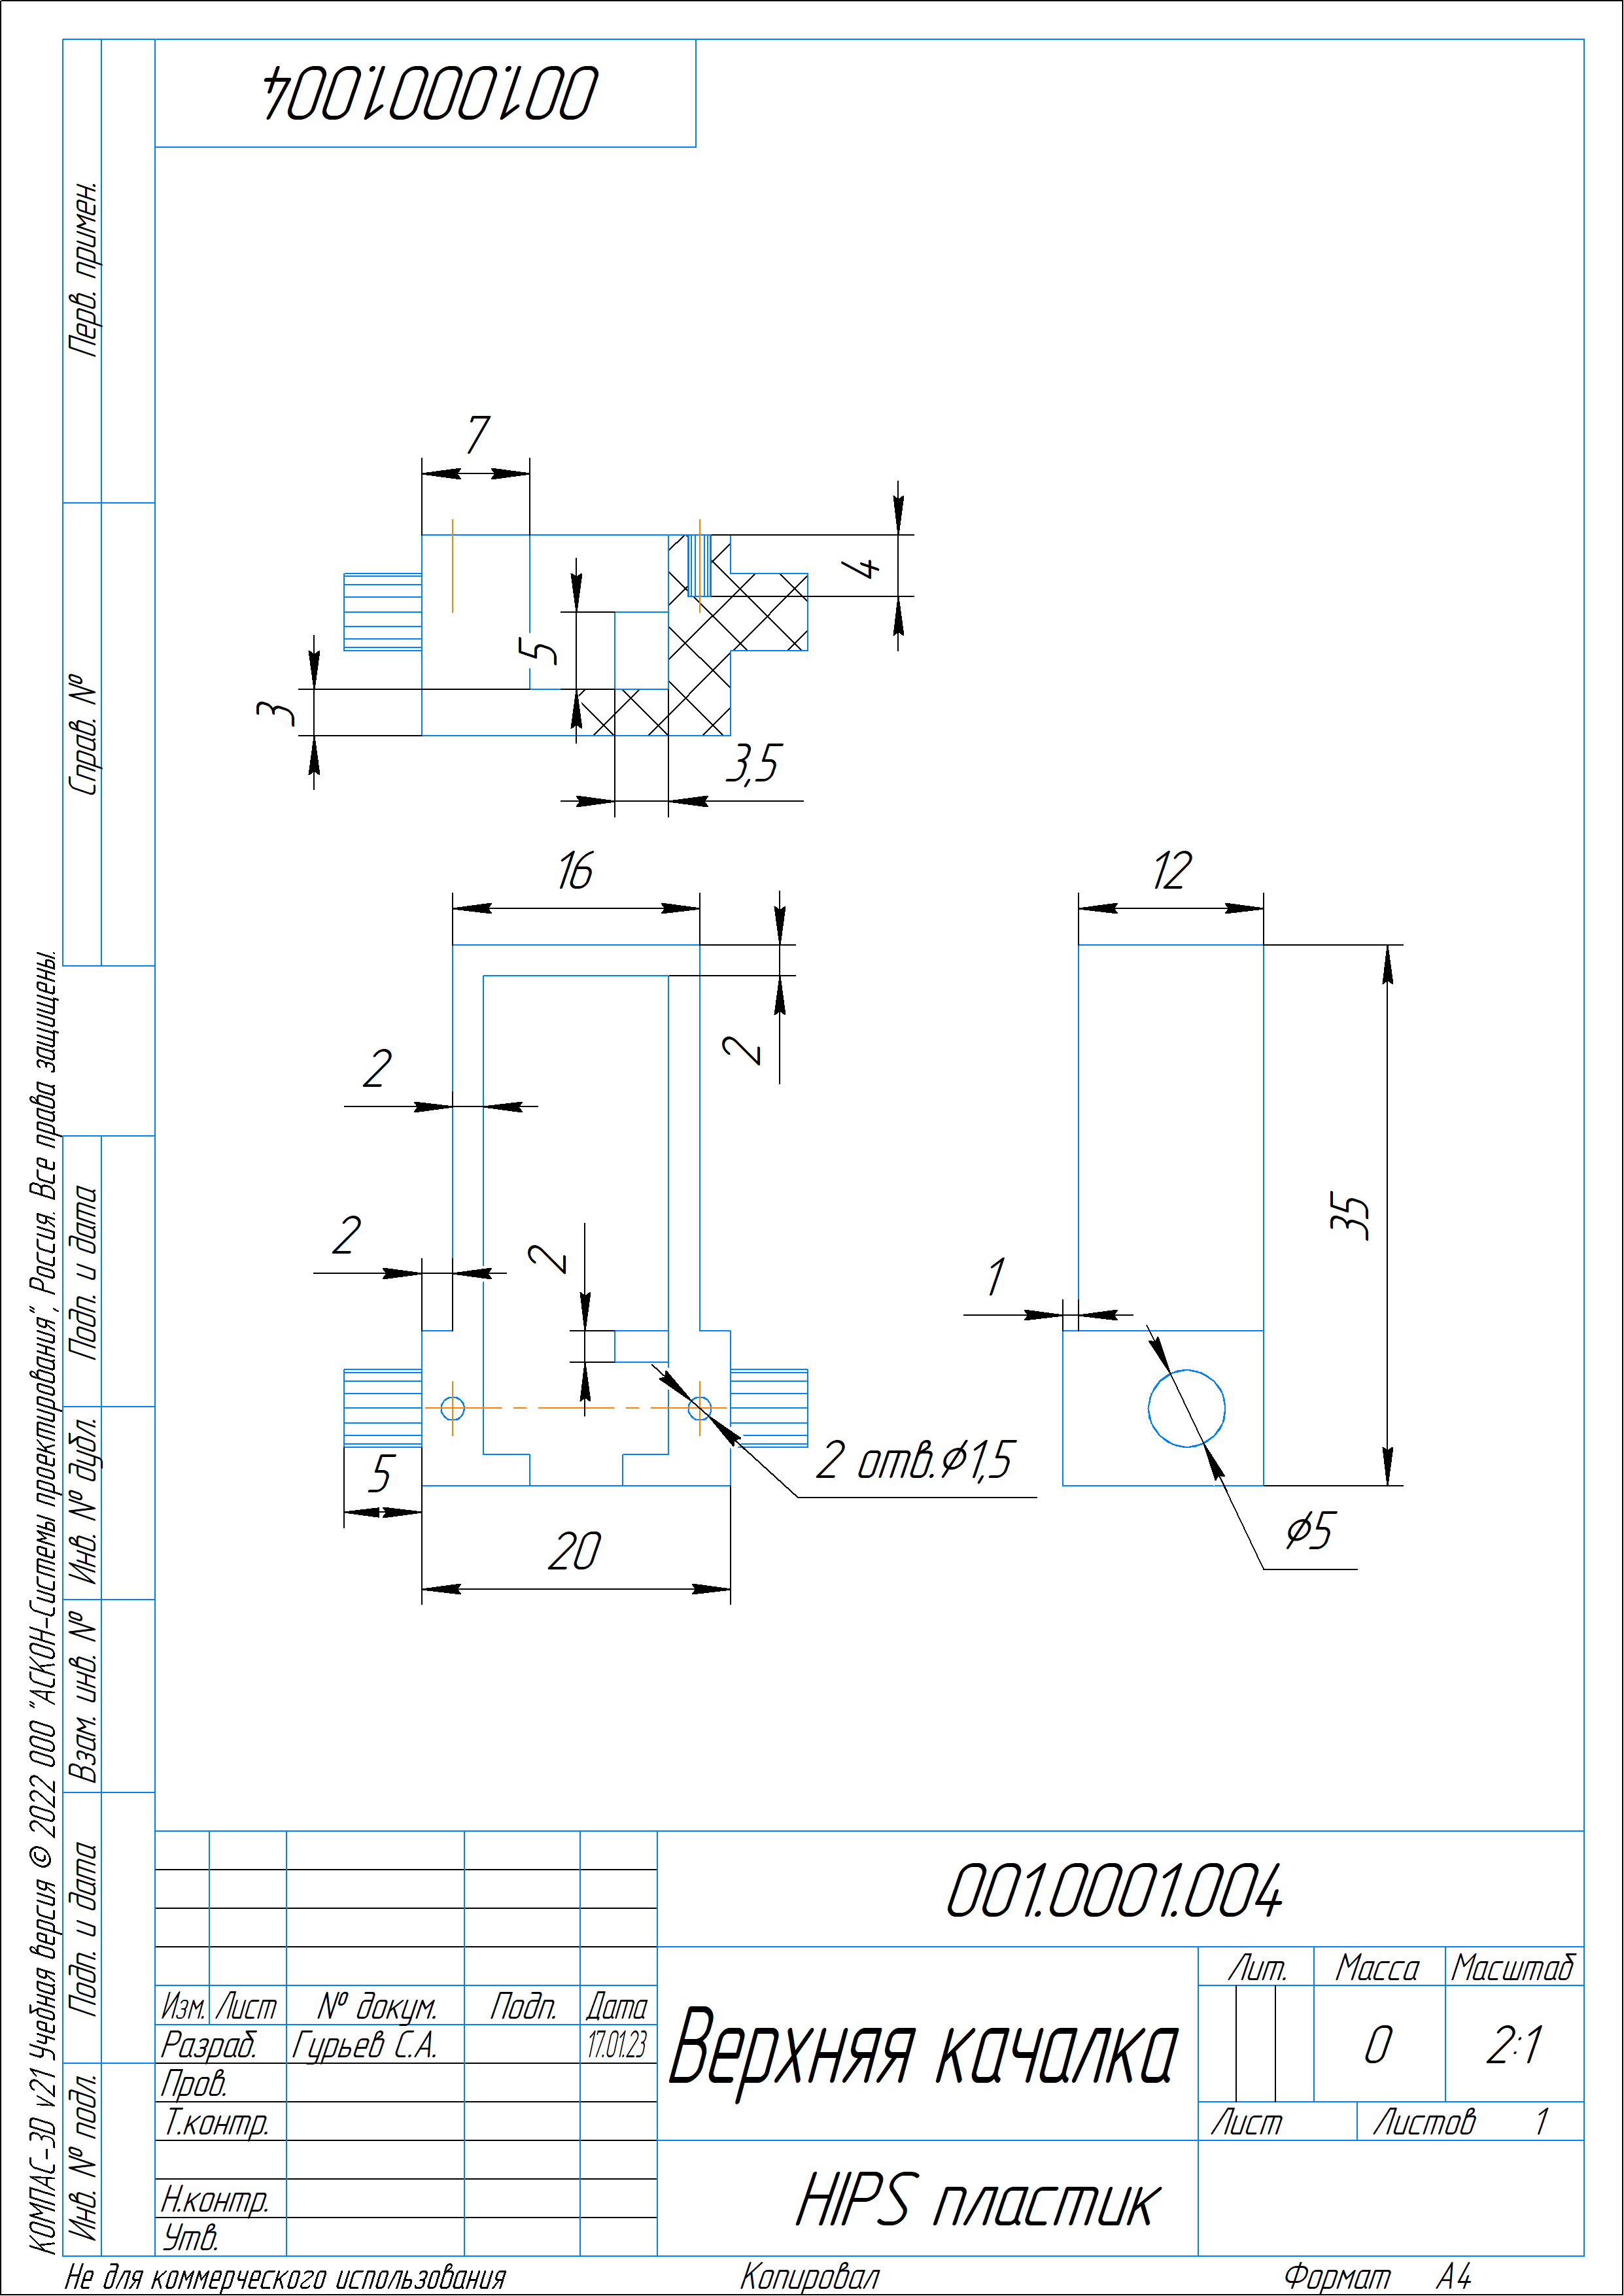 001.0001.004
Перв. примен.
Справ. №
Подп. и дата
Инв. № дубл.
Взам. инв. №
Подп. и дата
Инв. № подл.
КОМПАС-3D v21 Учебная версия © 2022 ООО "АСКОН-Системы проектирования", Россия. Все права защищены.
7
4
5
3
3,5
16
12
2
2
35
2
2
1
2 отв.⌀1,5
5
⌀5
20
001.0001.004
Лит. Масса Масштаб
Изм. Лист № докум. Подп. Дата
Разраб. Гурьев С.А. 17.01.23
Верхняя качалка
0 2:1
Пров.
Т.контр.
Лист Листов 1
HIPS пластик
Н.контр.
Утв.
Не для коммерческого использования Копировал Формат А4